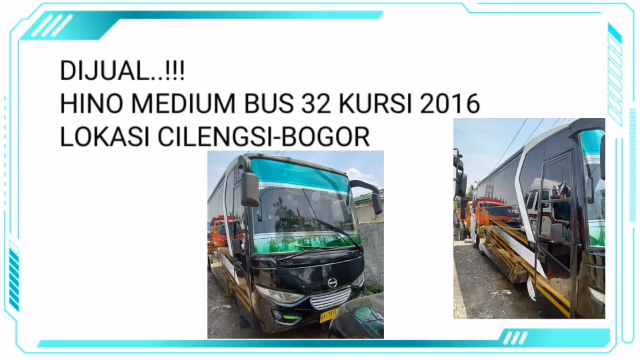 DIJUAL..!!!
HINO MEDIUM BUS 32 KURSI 2016
LOKASI CILENGSI-BOGOR